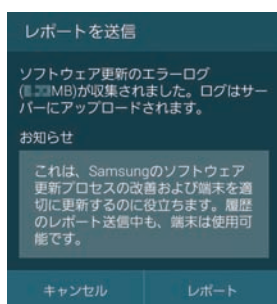 レポートを送信
ソフトウェア更新のエラーログ
MB)が収集されました。ログはサー
バーにアップロードされます。
お知らせ
これは、Samsungのソフトウェア
更新プロセスの改善および端末を適
切に更新するのに役立ちます。履歴
のレポート送信中も、端末は使用可
能です。
キャンセル
レポート